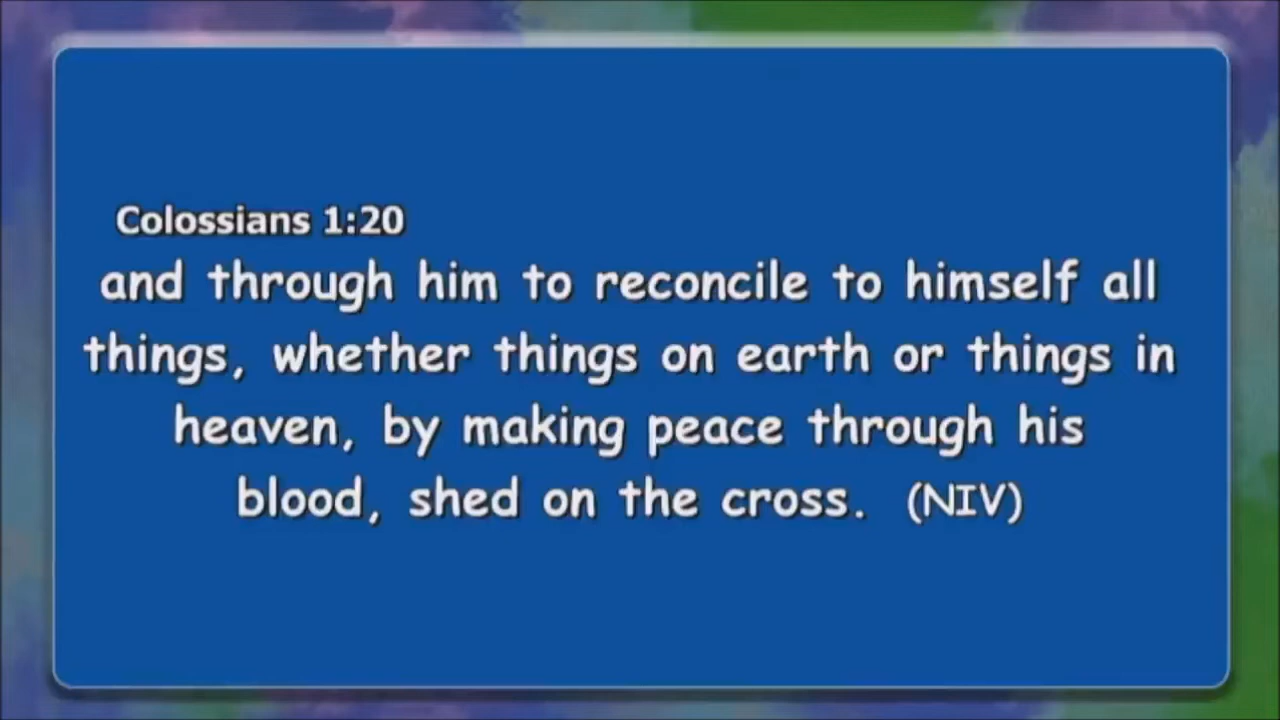 Colossians 1:20
and through him to reconcile to himself all
things, whether things on earth or things in
heaven, by making peace through his
blood, shed on the cross. (NIV)